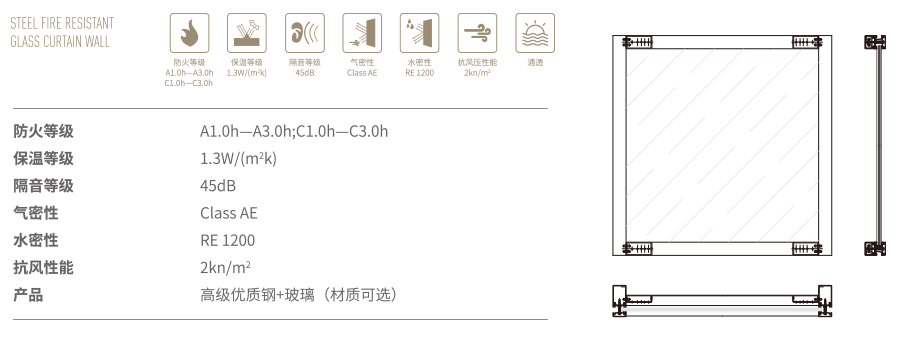 STEEL FIRE RESISTANT
GLASS CURTAIN WALL
防火等级
A1.0h—A3.0h
C1.0h—C3.0h
保温等级
1.3W/(m²k)
隔音等级
45dB
气密性
Class AE
水密性
RE 1200
抗风压性能
2kn/m²
通透
防火等级 A1.0h—A3.0h;C1.0h—C3.0h
保温等级 1.3W/(m²k)
隔音等级 45dB
气密性 Class AE
水密性 RE 1200
抗风性能 2kn/m²
产品 高级优质钢+玻璃（材质可选）